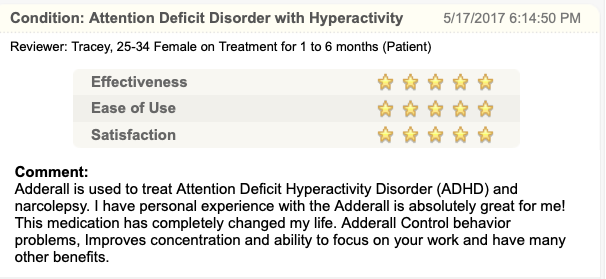 Condition: Attention Deficit Disorder with Hyperactivity 5/17/2017 6:14:50 PM
Reviewer: Tracey, 25-34 Female on Treatment for 1 to 6 months (Patient)
Effectiveness
Ease of Use
Satisfaction
Comment:
Adderall is used to treat Attention Deficit Hyperactivity Disorder (ADHD) and
narcolepsy. I have personal experience with the Adderall is absolutely great for me!
This medication has completely changed my life. Adderall Control behavior
problems, Improves concentration and ability to focus on your work and have many
other benefits.